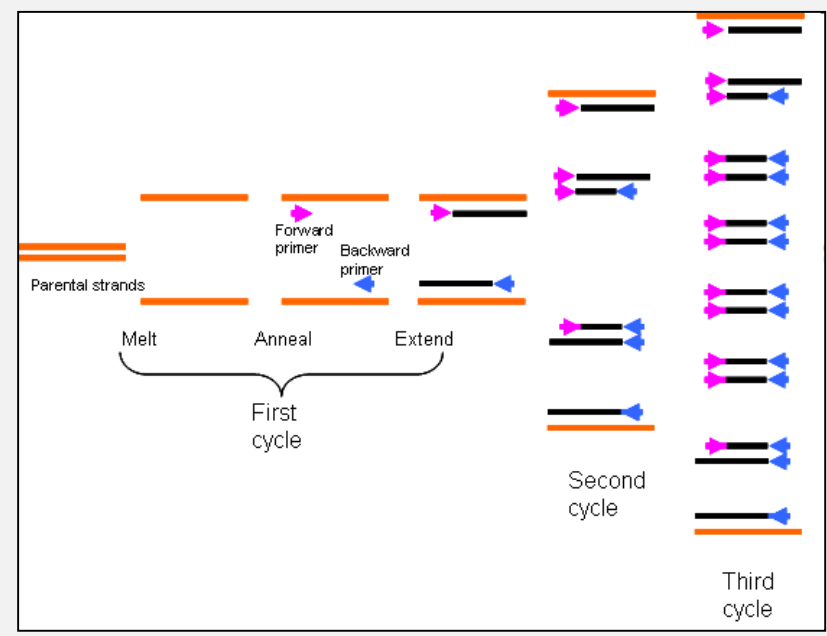 Forward
primer
Backward
primer
Parental strands
Melt
Anneal
Extend
First
cycle
Second
cycle
Third
cycle